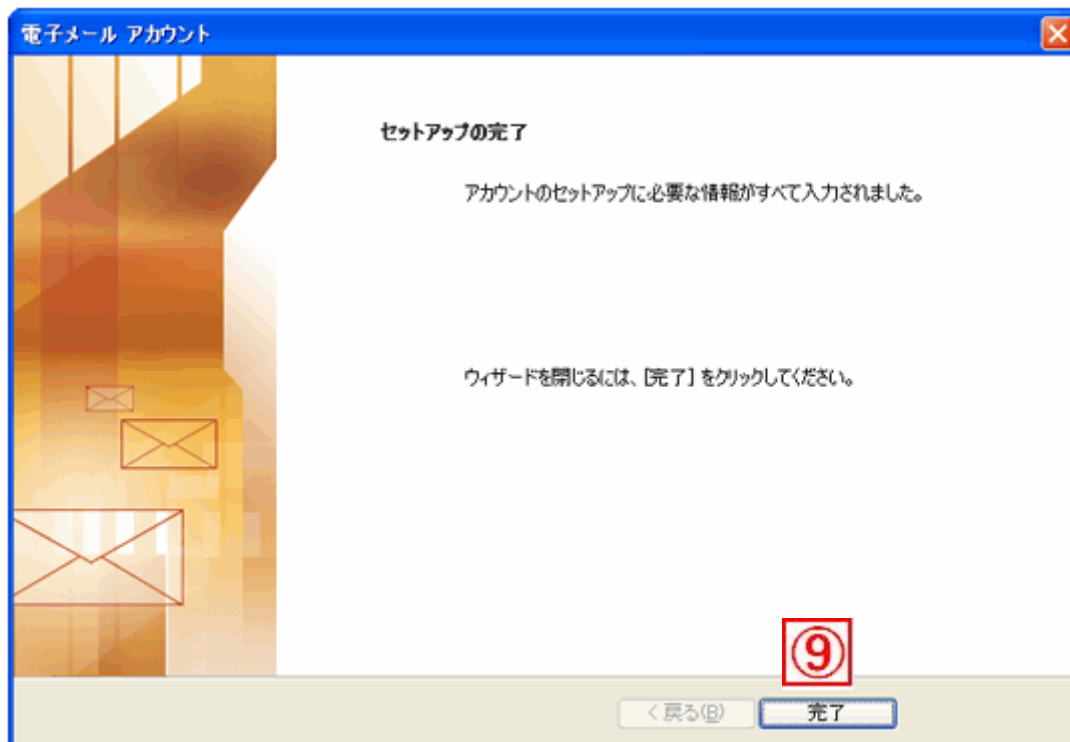 電子メール アカウント
セットアップの完了
アカウントのセットアップに必要な情報がすべて入力されました。
ウィザードを閉じるには、[完了] をクリックしてください。
⑨
< 戻る(B)
完了